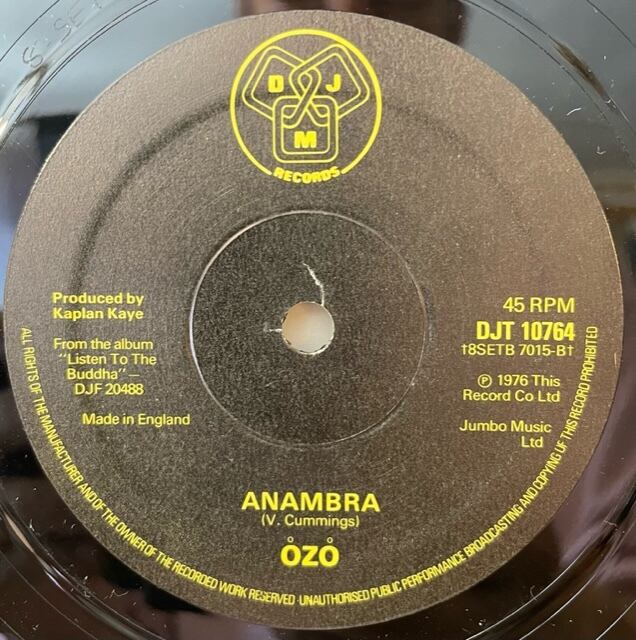 D J
M
RECORDS
Produced by
Kaplan Kaye
From the album
"Listen To The
Buddha"—
DJF 20488
Made in England
45 RPM
DJT 10764
†8SETB 7015-B†
℗ 1976 This
Record Co Ltd
Jumbo Music
Ltd
ANAMBRA
(V. Cummings)
O̊ZO̊
ALL RIGHTS OF THE MANUFACTURER AND OF THE OWNER OF THE RECORDED WORK RESERVED·UNAUTHORISED PUBLIC PERFORMANCE BROADCASTING AND COPYING OF THIS RECORD PROHIBITED